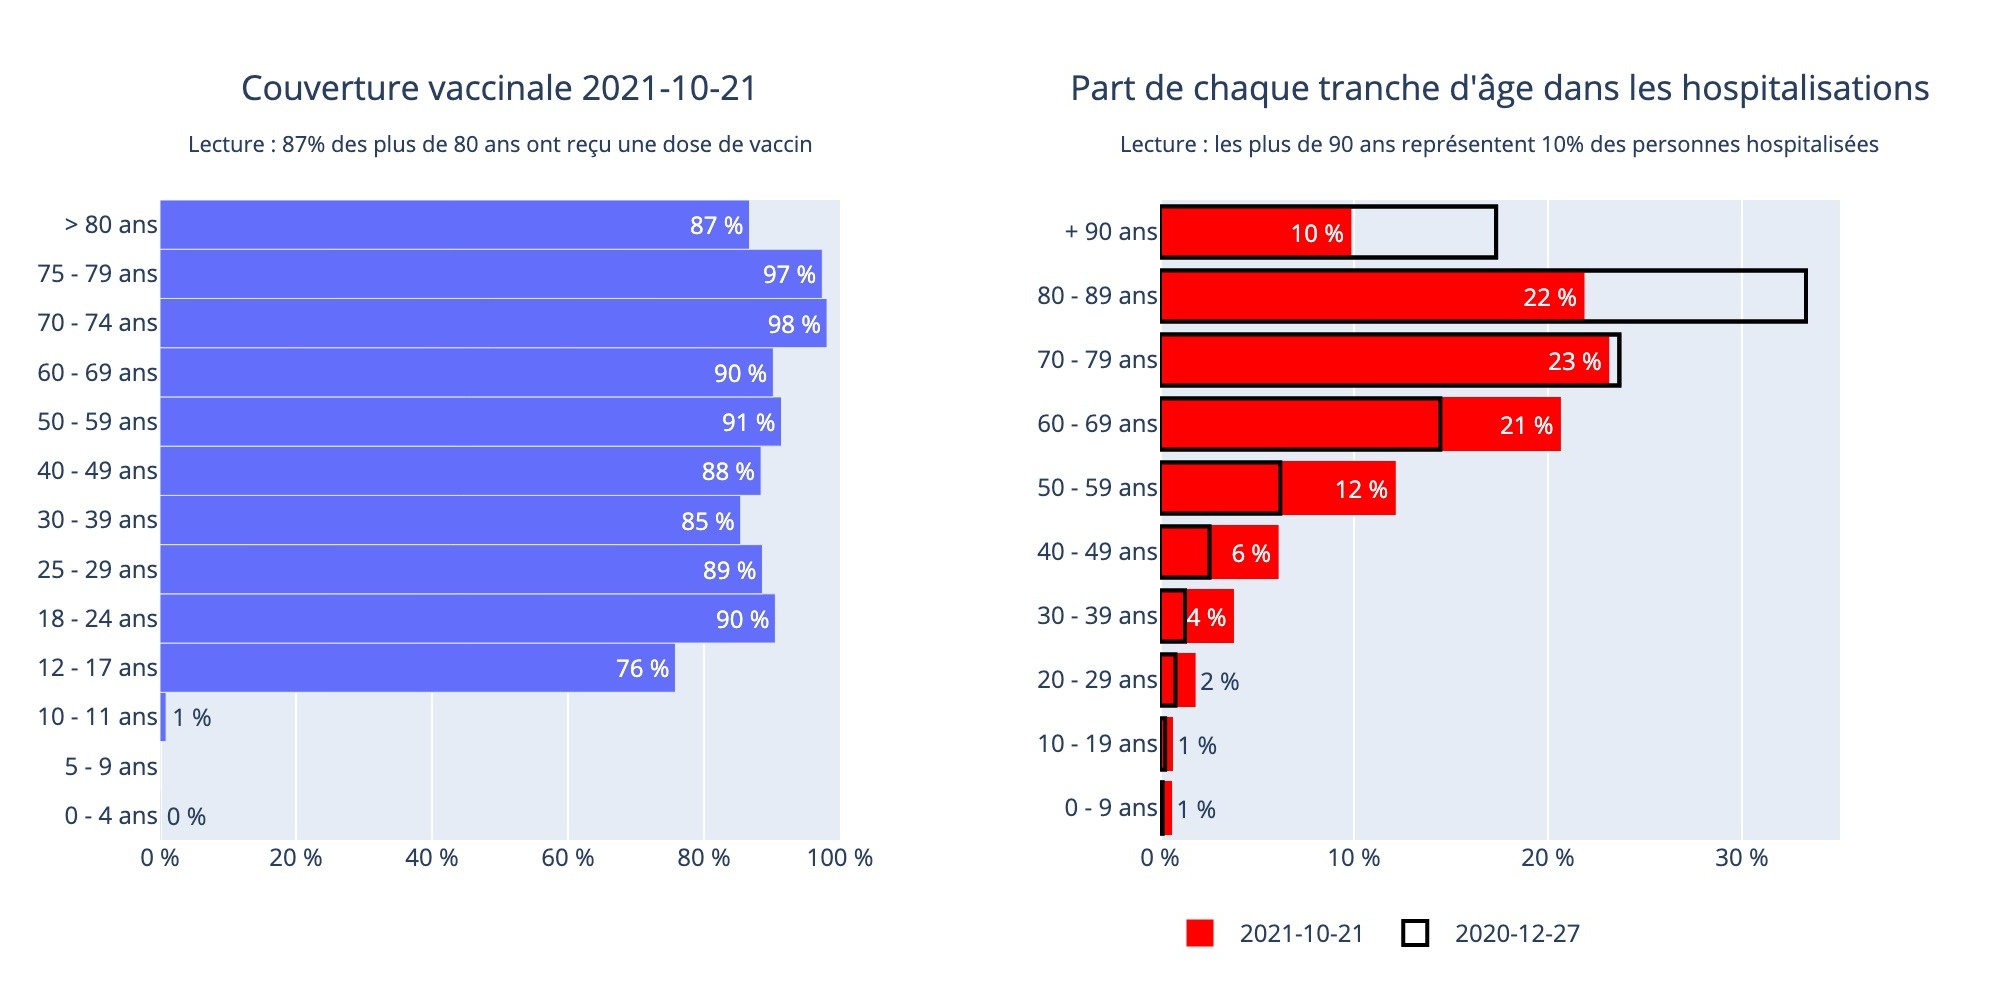 Couverture vaccinale 2021-10-21
Lecture : 87% des plus de 80 ans ont reçu une dose de vaccin
> 80 ans 87 %
75 - 79 ans 97 %
70 - 74 ans 98 %
60 - 69 ans 90 %
50 - 59 ans 91 %
40 - 49 ans 88 %
30 - 39 ans 85 %
25 - 29 ans 89 %
18 - 24 ans 90 %
12 - 17 ans 76 %
10 - 11 ans 1 %
5 - 9 ans
0 - 4 ans 0 %
0 % 20 % 40 % 60 % 80 % 100 %
Part de chaque tranche d'âge dans les hospitalisations
Lecture : les plus de 90 ans représentent 10% des personnes hospitalisées
+ 90 ans 10 %
80 - 89 ans 22 %
70 - 79 ans 23 %
60 - 69 ans 21 %
50 - 59 ans 12 %
40 - 49 ans 6 %
30 - 39 ans 4 %
20 - 29 ans 2 %
10 - 19 ans 1 %
0 - 9 ans 1 %
0 % 10 % 20 % 30 %
2021-10-21 2020-12-27